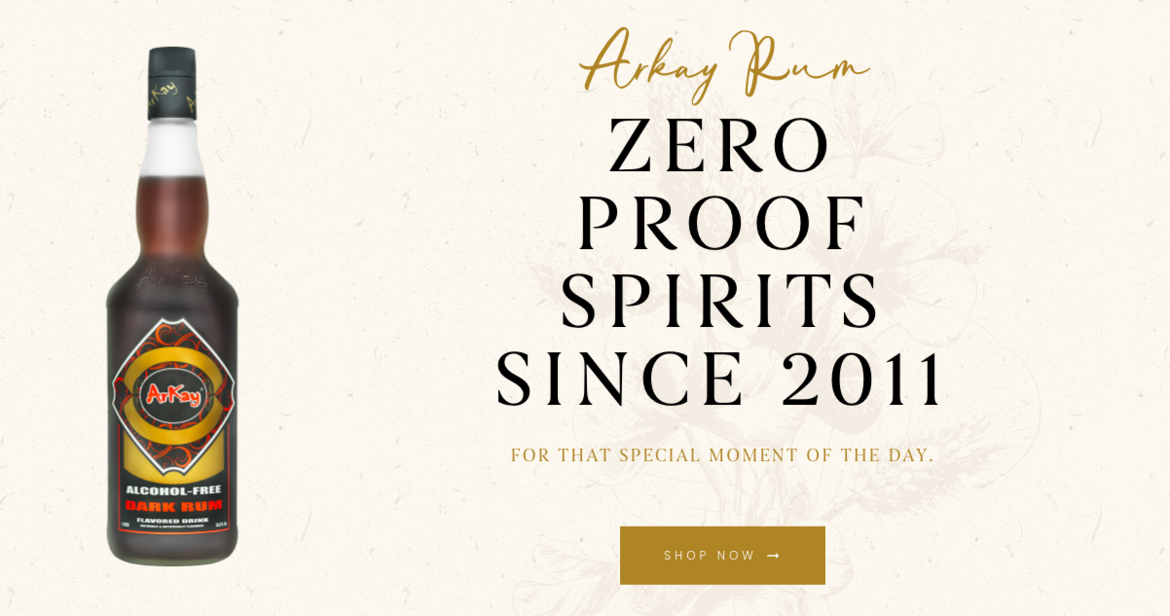 Arkay Rum
ZERO
PROOF
SPIRITS
SINCE 2011
FOR THAT SPECIAL MOMENT OF THE DAY.
SHOP NOW →
ArKay
ArKay
ArKay
ALCOHOL-FREE
DARK RUM
FLAVORED DRINK